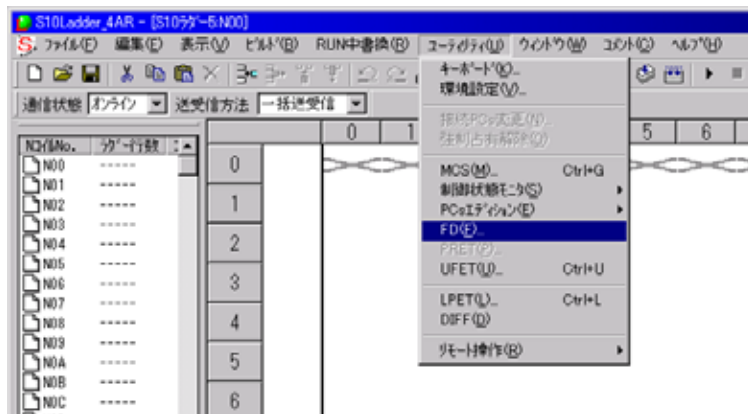 S10Ladder_4AR - [S10ﾗﾀﾞｰ5:N00]
ﾌｧｲﾙ(F) 編集(E) 表示(V) ﾋﾞﾙﾄﾞ(B) RUN中書換(R) ﾕｰﾃｨﾘﾃｨ(U) ｳｨﾝﾄﾞｳ(W) ｺﾒﾝﾄ(C) ﾍﾙﾌﾟ(H)
通信状態 ｵﾝﾗｲﾝ 送受信方法 一括送受信
NｺｲﾙNo. ﾗﾀﾞｰ行数
N00 -----
N01 -----
N02 -----
N03 -----
N04 -----
N05 -----
N06 -----
N07 -----
N08 -----
N09 -----
N0A -----
N0B -----
N0C -----
0 1 5 6
0
1
2
3
4
5
6
ｷｰﾎﾞｰﾄﾞ(K)...
環境設定(V)...
接続PCs変更(N)...
強制占有解除(O)
MCS(M)... Ctrl+G
制御状態ﾓﾆﾀ(S)
PCsｴﾃﾞｨｼｮﾝ(E)
FD(F)...
PRET(P)...
UFET(U)... Ctrl+U
LPET(L)... Ctrl+L
DIFF(D)
ﾘﾓｰﾄ操作(R)